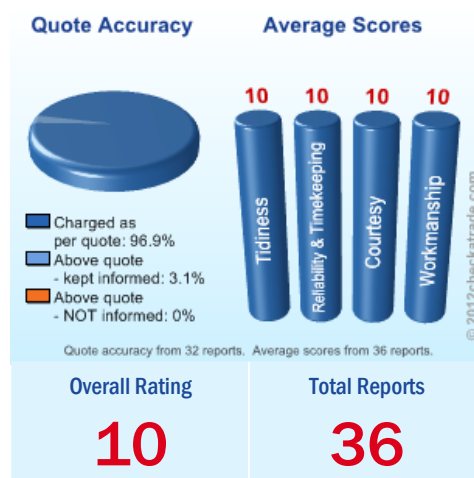 Quote Accuracy
Average Scores
10 10 10 10
Tidiness
Reliability & Timekeeping
Courtesy
Workmanship
Charged as
per quote: 96.9%
Above quote
- kept informed: 3.1%
Above quote
- NOT informed: 0%
© 2012checkatrade.com
Quote accuracy from 32 reports. Average scores from 36 reports.
Overall Rating
Total Reports
10
36